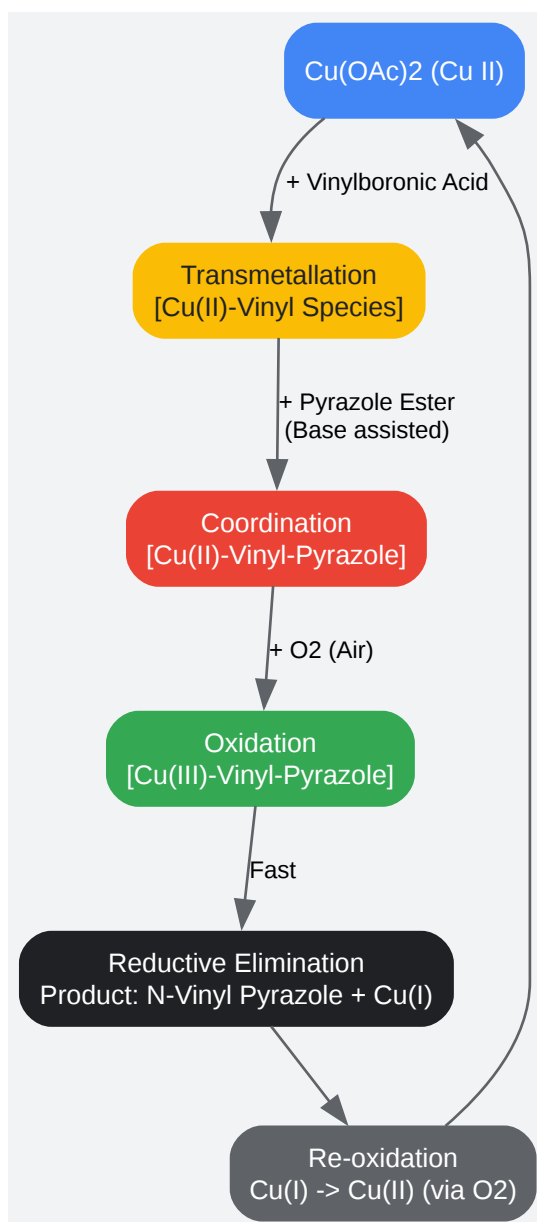 Cu(OAc)2 (Cu II)
+ Vinylboronic Acid
Transmetallation
[Cu(II)-Vinyl Species]
+ Pyrazole Ester
(Base assisted)
Coordination
[Cu(II)-Vinyl-Pyrazole]
+ O2 (Air)
Oxidation
[Cu(III)-Vinyl-Pyrazole]
Fast
Reductive Elimination
Product: N-Vinyl Pyrazole + Cu(I)
Re-oxidation
Cu(I) -> Cu(II) (via O2)